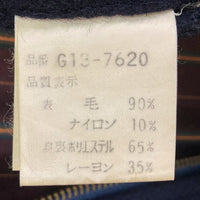 品番 G13-7620
品質表示
表 毛 90%
ナイロン 10%
身裏 ポリエステル 65%
レーヨン 35%